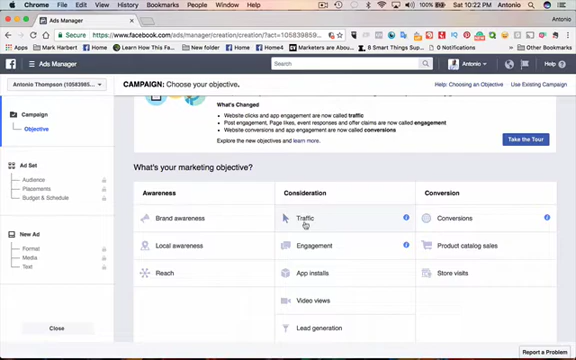 Chrome File Edit View History Bookmarks People Window Help
100% Sat 10:22 PM Antonio
Ads Manager
Antonio
Secure https://www.facebook.com/ads/manager/creation/creation/?act=105839859...
Apps Mark Harbert Home Learn How This Fa... New folder Home Marketers are Abou... 8 Smart Things Sup... 0 Notifications Other Bookmarks
Ads Manager
Search
Antonio
Help
Antonio Thompson (10583985...
CAMPAIGN: Choose your objective.
Help: Choosing an Objective
Use Existing Campaign
Campaign
Objective
Ad Set
Audience
Placements
Budget & Schedule
New Ad
Format
Media
Text
Close
What's Changed
Website clicks and app engagement are now called traffic
Post engagement, Page likes, event responses and offer claims are now called engagement
Website conversions and app engagement are now called conversions
Explore the new objectives or learn more.
Take the Tour
What's your marketing objective?
Awareness Consideration Conversion
Brand awareness Traffic Conversions
Local awareness Engagement Product catalog sales
Reach App installs Store visits
Video views
Lead generation
Report a Problem